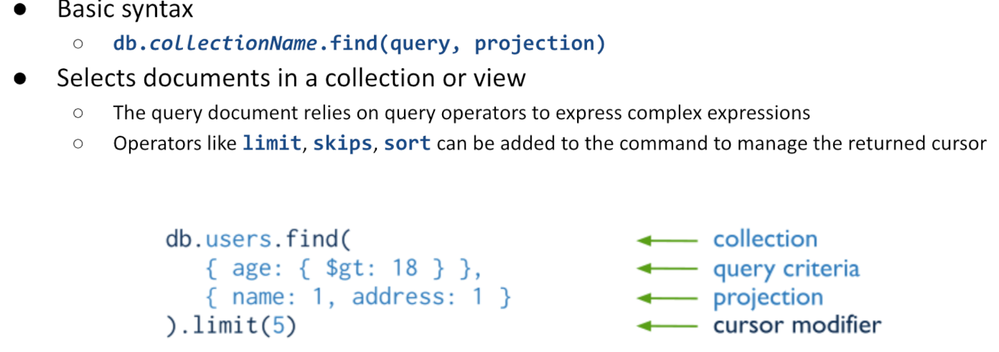 ● Basic syntax
○ db.collectionName.find(query, projection)
● Selects documents in a collection or view
○ The query document relies on query operators to express complex expressions
○ Operators like limit, skips, sort can be added to the command to manage the returned cursor
db.users.find( collection
{ age: { $gt: 18 } }, query criteria
{ name: 1, address: 1 } projection
).limit(5) cursor modifier